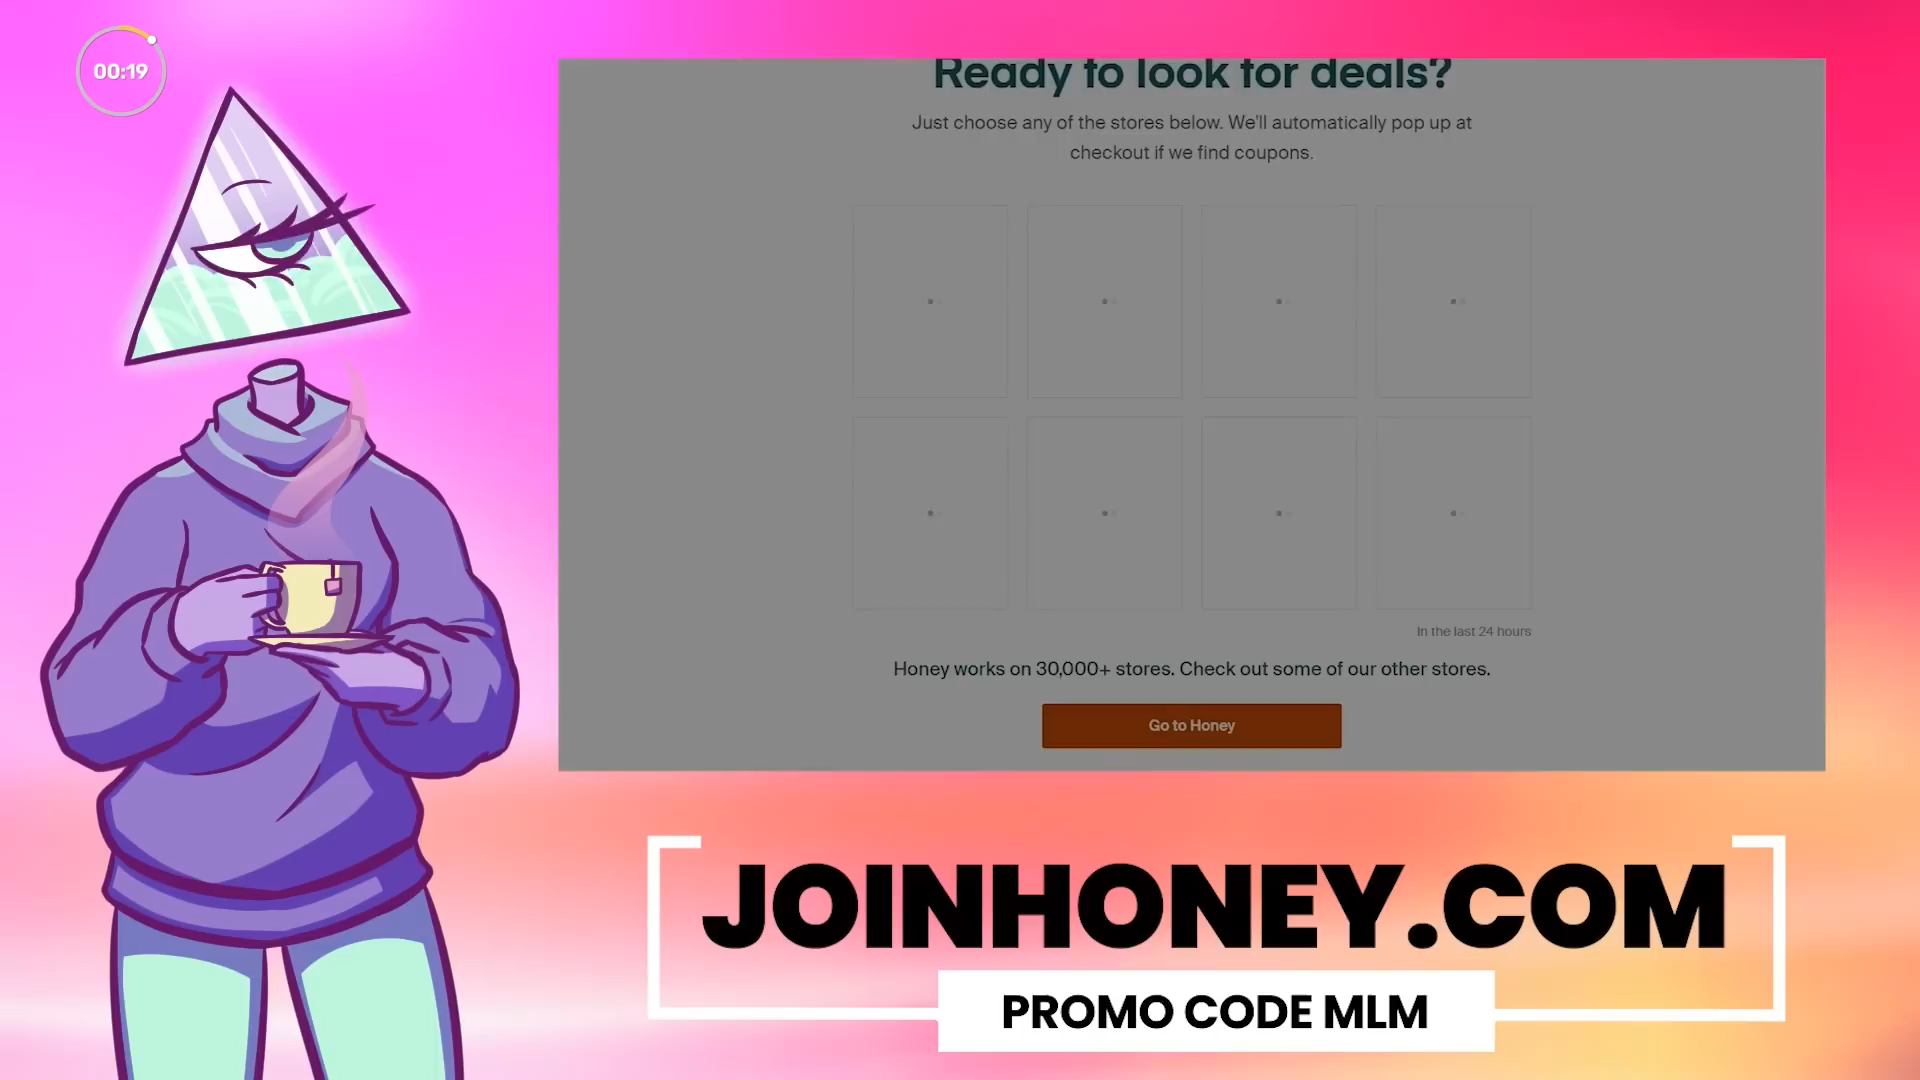 00:19
Ready to look for deals?
Just choose any of the stores below. We'll automatically pop up at
checkout if we find coupons.
In the last 24 hours
Honey works on 30,000+ stores. Check out some of our other stores.
Go to Honey
JOINHONEY.COM
PROMO CODE MLM